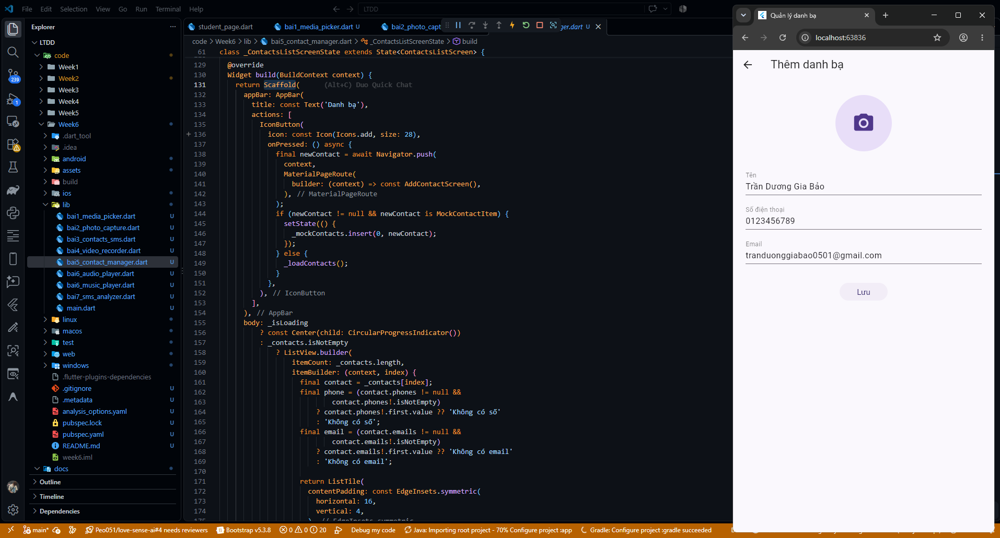 File Edit Selection View Go Run Terminal Help
LTDD
Explorer
LTDD
code
Week1
Week2
Week3
Week4
Week5
Week6
.dart_tool
.idea
android
assets
build
ios
lib
bai1_media_picker.dart U
bai2_photo_capture.dart U
bai3_contacts_sms.dart U
bai4_video_recorder.dart U
bai5_contact_manager.dart U
bai6_audio_player.dart U
bai6_music_player.dart U
bai7_sms_analyzer.dart U
main.dart U
linux
macos
test
web
windows
.flutter-plugins-dependencies
.gitignore U
.metadata U
analysis_options.yaml U
pubspec.lock U
pubspec.yaml U
README.md U
week6.iml
docs
Outline
Timeline
Dependencies
239
1
student_page.dart bai1_media_picker.dart U bai2_photo_capt ger.dart U
code > Week6 > lib > bai5_contact_manager.dart > _ContactsListScreenState > build
61 class _ContactsListScreenState extends State<ContactsListScreen> {
129 @override
130 Widget build(BuildContext context) {
131 return Scaffold( (Alt+C) Duo Quick Chat
132 appBar: AppBar(
133 title: const Text('Danh bạ'),
134 actions: [
135 IconButton(
136 icon: const Icon(Icons.add, size: 28),
137 onPressed: () async {
138 final newContact = await Navigator.push(
139 context,
140 MaterialPageRoute(
141 builder: (context) => const AddContactScreen(),
142 ), // MaterialPageRoute
143 );
144 if (newContact != null && newContact is MockContactItem) {
145 setState(() {
146 _mockContacts.insert(0, newContact);
147 });
148 } else {
149 _loadContacts();
150 }
151 },
152 ), // IconButton
153 ],
154 ), // AppBar
155 body: _isLoading
156 ? const Center(child: CircularProgressIndicator())
157 : _contacts.isNotEmpty
158 ? ListView.builder(
159 itemCount: _contacts.length,
160 itemBuilder: (context, index) {
161 final contact = _contacts[index];
162 final phone = (contact.phones != null &&
163 contact.phones!.isNotEmpty)
164 ? contact.phones!.first.value ?? 'Không có số'
165 : 'Không có số';
166 final email = (contact.emails != null &&
167 contact.emails!.isNotEmpty)
168 ? contact.emails!.first.value ?? 'Không có email'
169 : 'Không có email';
170
171 return ListTile(
172 contentPadding: const EdgeInsets.symmetric(
173 horizontal: 16,
174 vertical: 4,
175 ), // EdgeInsets.symmetric
Quản lý danh bạ
localhost:63836
Thêm danh bạ
Tên
Trần Dương Gia Bảo
Số điện thoại
0123456789
Email
tranduonggiabao0501@gmail.com
Lưu
main* Peo051/love-sense-ai#4 needs reviewers Bootstrap v5.3.8 0 0 20 Debug my code Java: Importing root project - 70% Configure project :app Gradle: Configure project :gradle succeeded